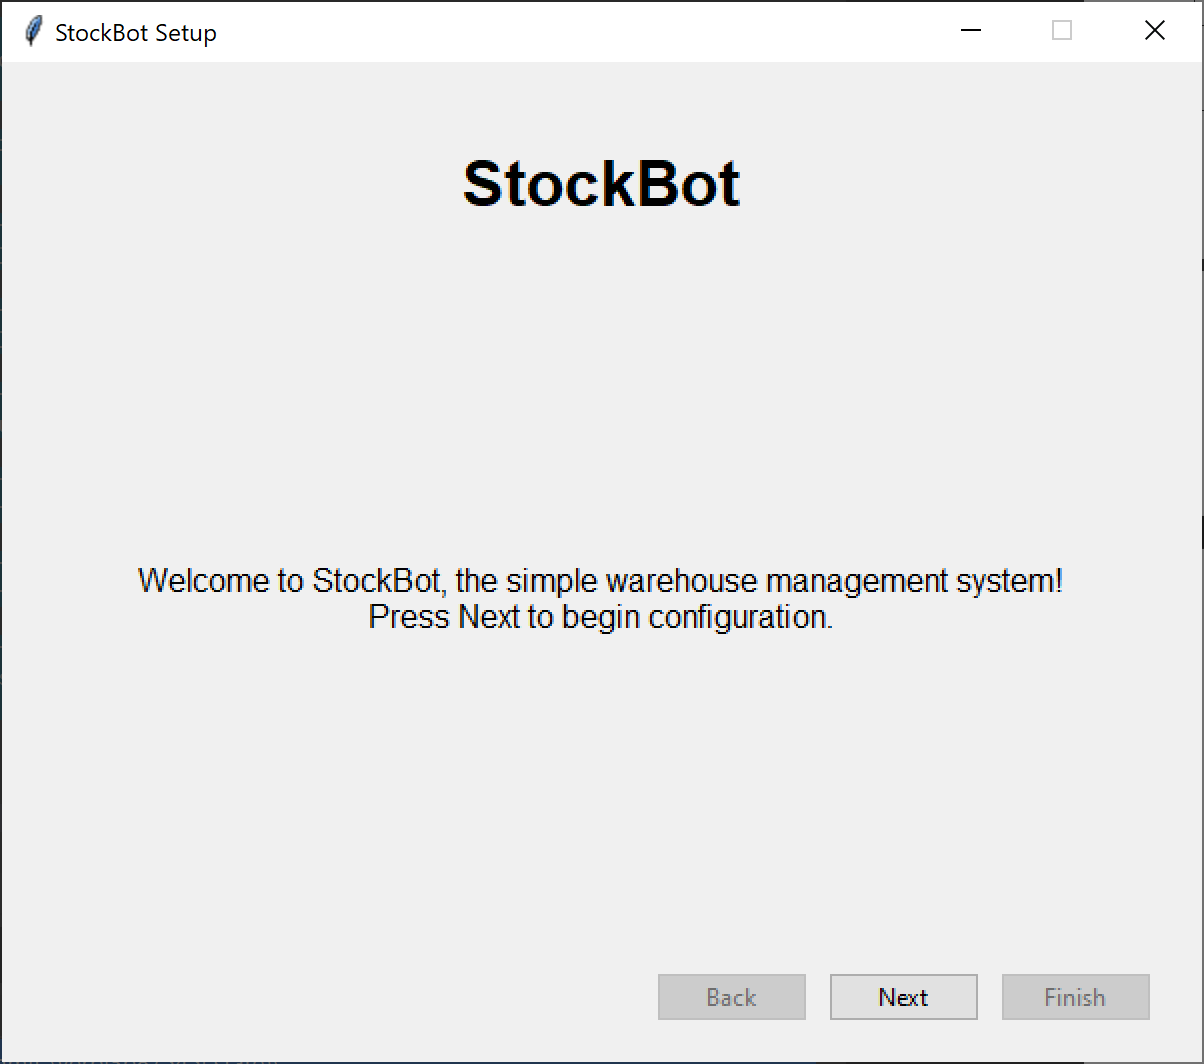 StockBot Setup
StockBot
Welcome to StockBot, the simple warehouse management system!
Press Next to begin configuration.
Back Next Finish